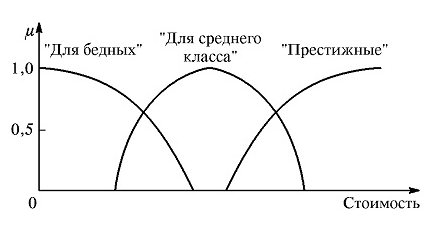 μ
"Для бедных"
"Для среднего
класса"
"Престижные"
1,0
0,5
0
Стоимость